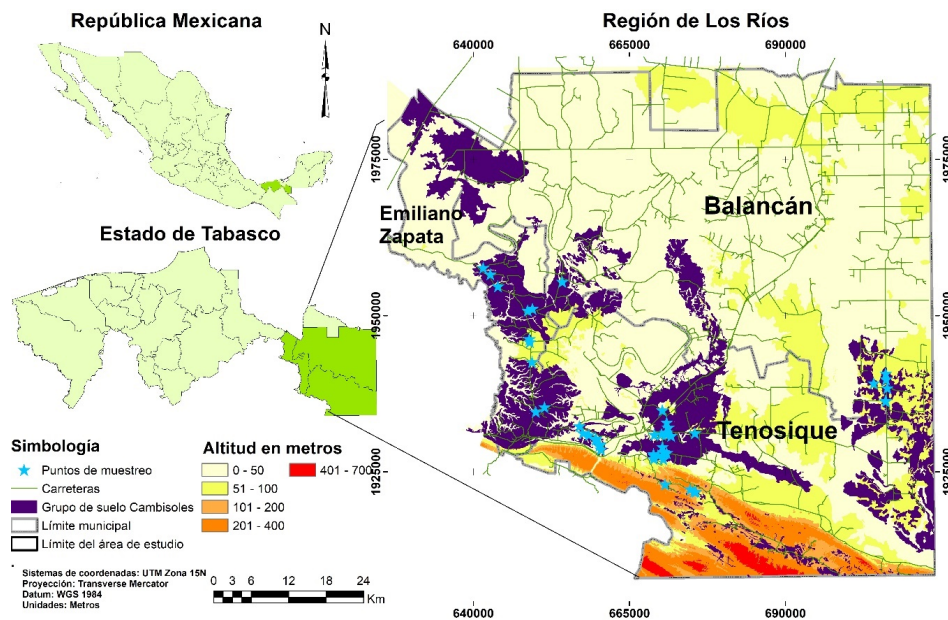 República Mexicana
N
Estado de Tabasco
Región de Los Ríos
640000
665000
690000
1975000
1975000
Emiliano
Zapata
Balancán
1950000
1950000
Tenosique
1925000
1925000
640000
665000
690000
Simbología
Puntos de muestreo
Carreteras
Grupo de suelo Cambisoles
Límite municipal
Límite del área de estudio
Altitud en metros
0 - 50
51 - 100
101 - 200
201 - 400
401 - 700
Sistemas de coordenadas: UTM Zona 15N
Proyección: Transverse Mercator
Datum: WGS 1984
Unidades: Metros
0 3 6 12 18 24
Km